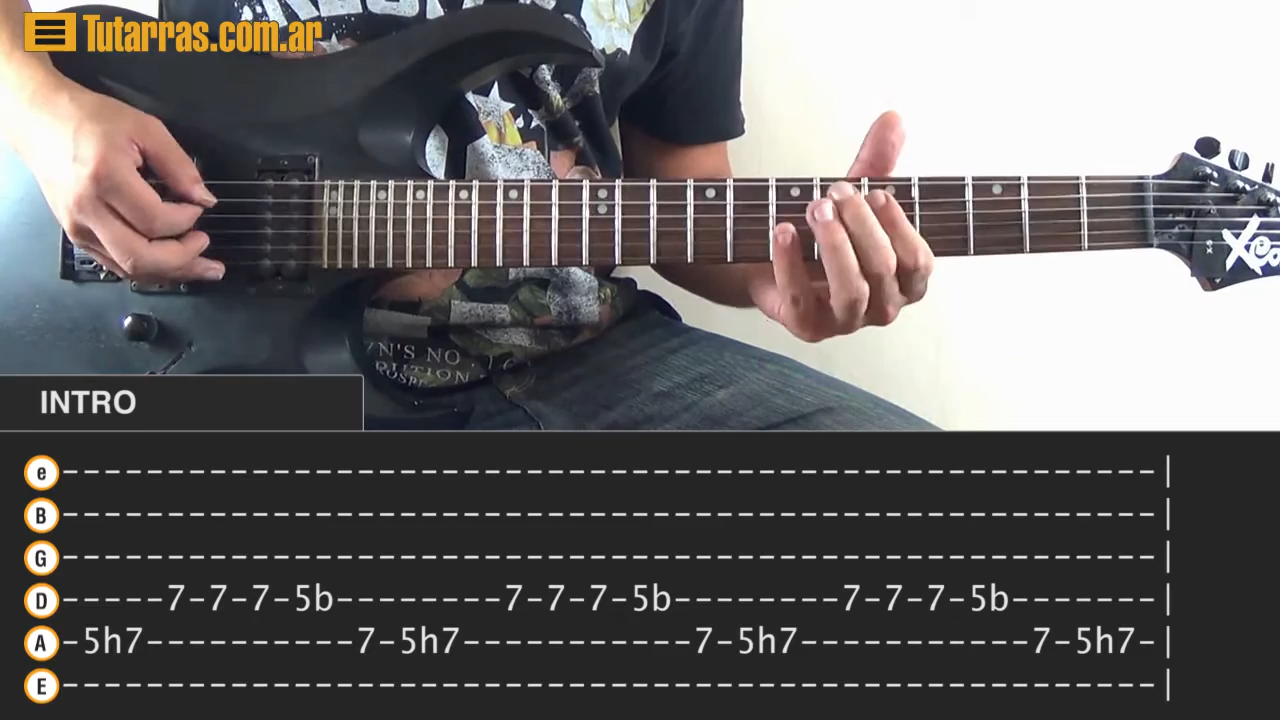 Tutarras.com.ar
'N'S NO
INTRO
e--------------------------------------------------|
B--------------------------------------------------|
G--------------------------------------------------|
D-----7-7-7-5b--------7-7-7-5b--------7-7-7-5b-------|
A-5h7----------7-5h7-----------7-5h7-----------7-5h7-|
E--------------------------------------------------|